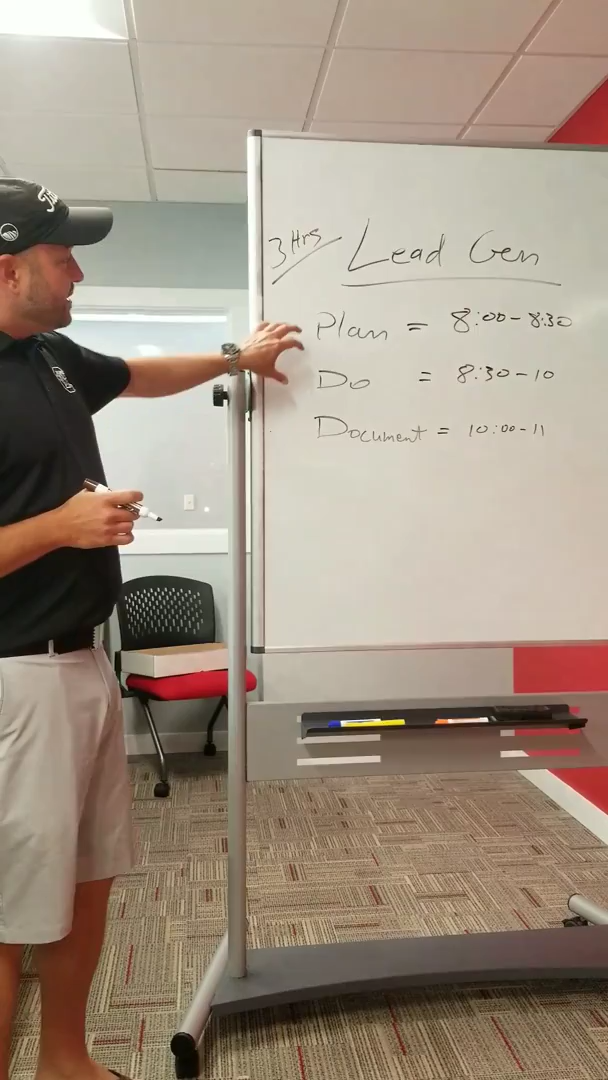 3 Hrs Lead Gen
Plan = 8:00-8:30
Do = 8:30-10
Document = 10:00-11